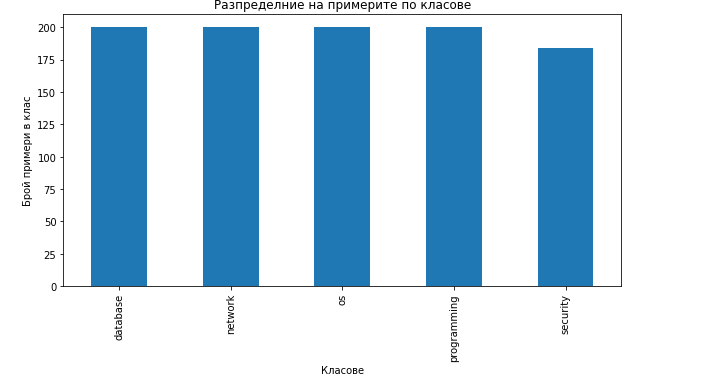 Разпределние на примерите по класове
Брой примери в клас
200
175
150
125
100
75
50
25
0
database
network
os
programming
security
Класове